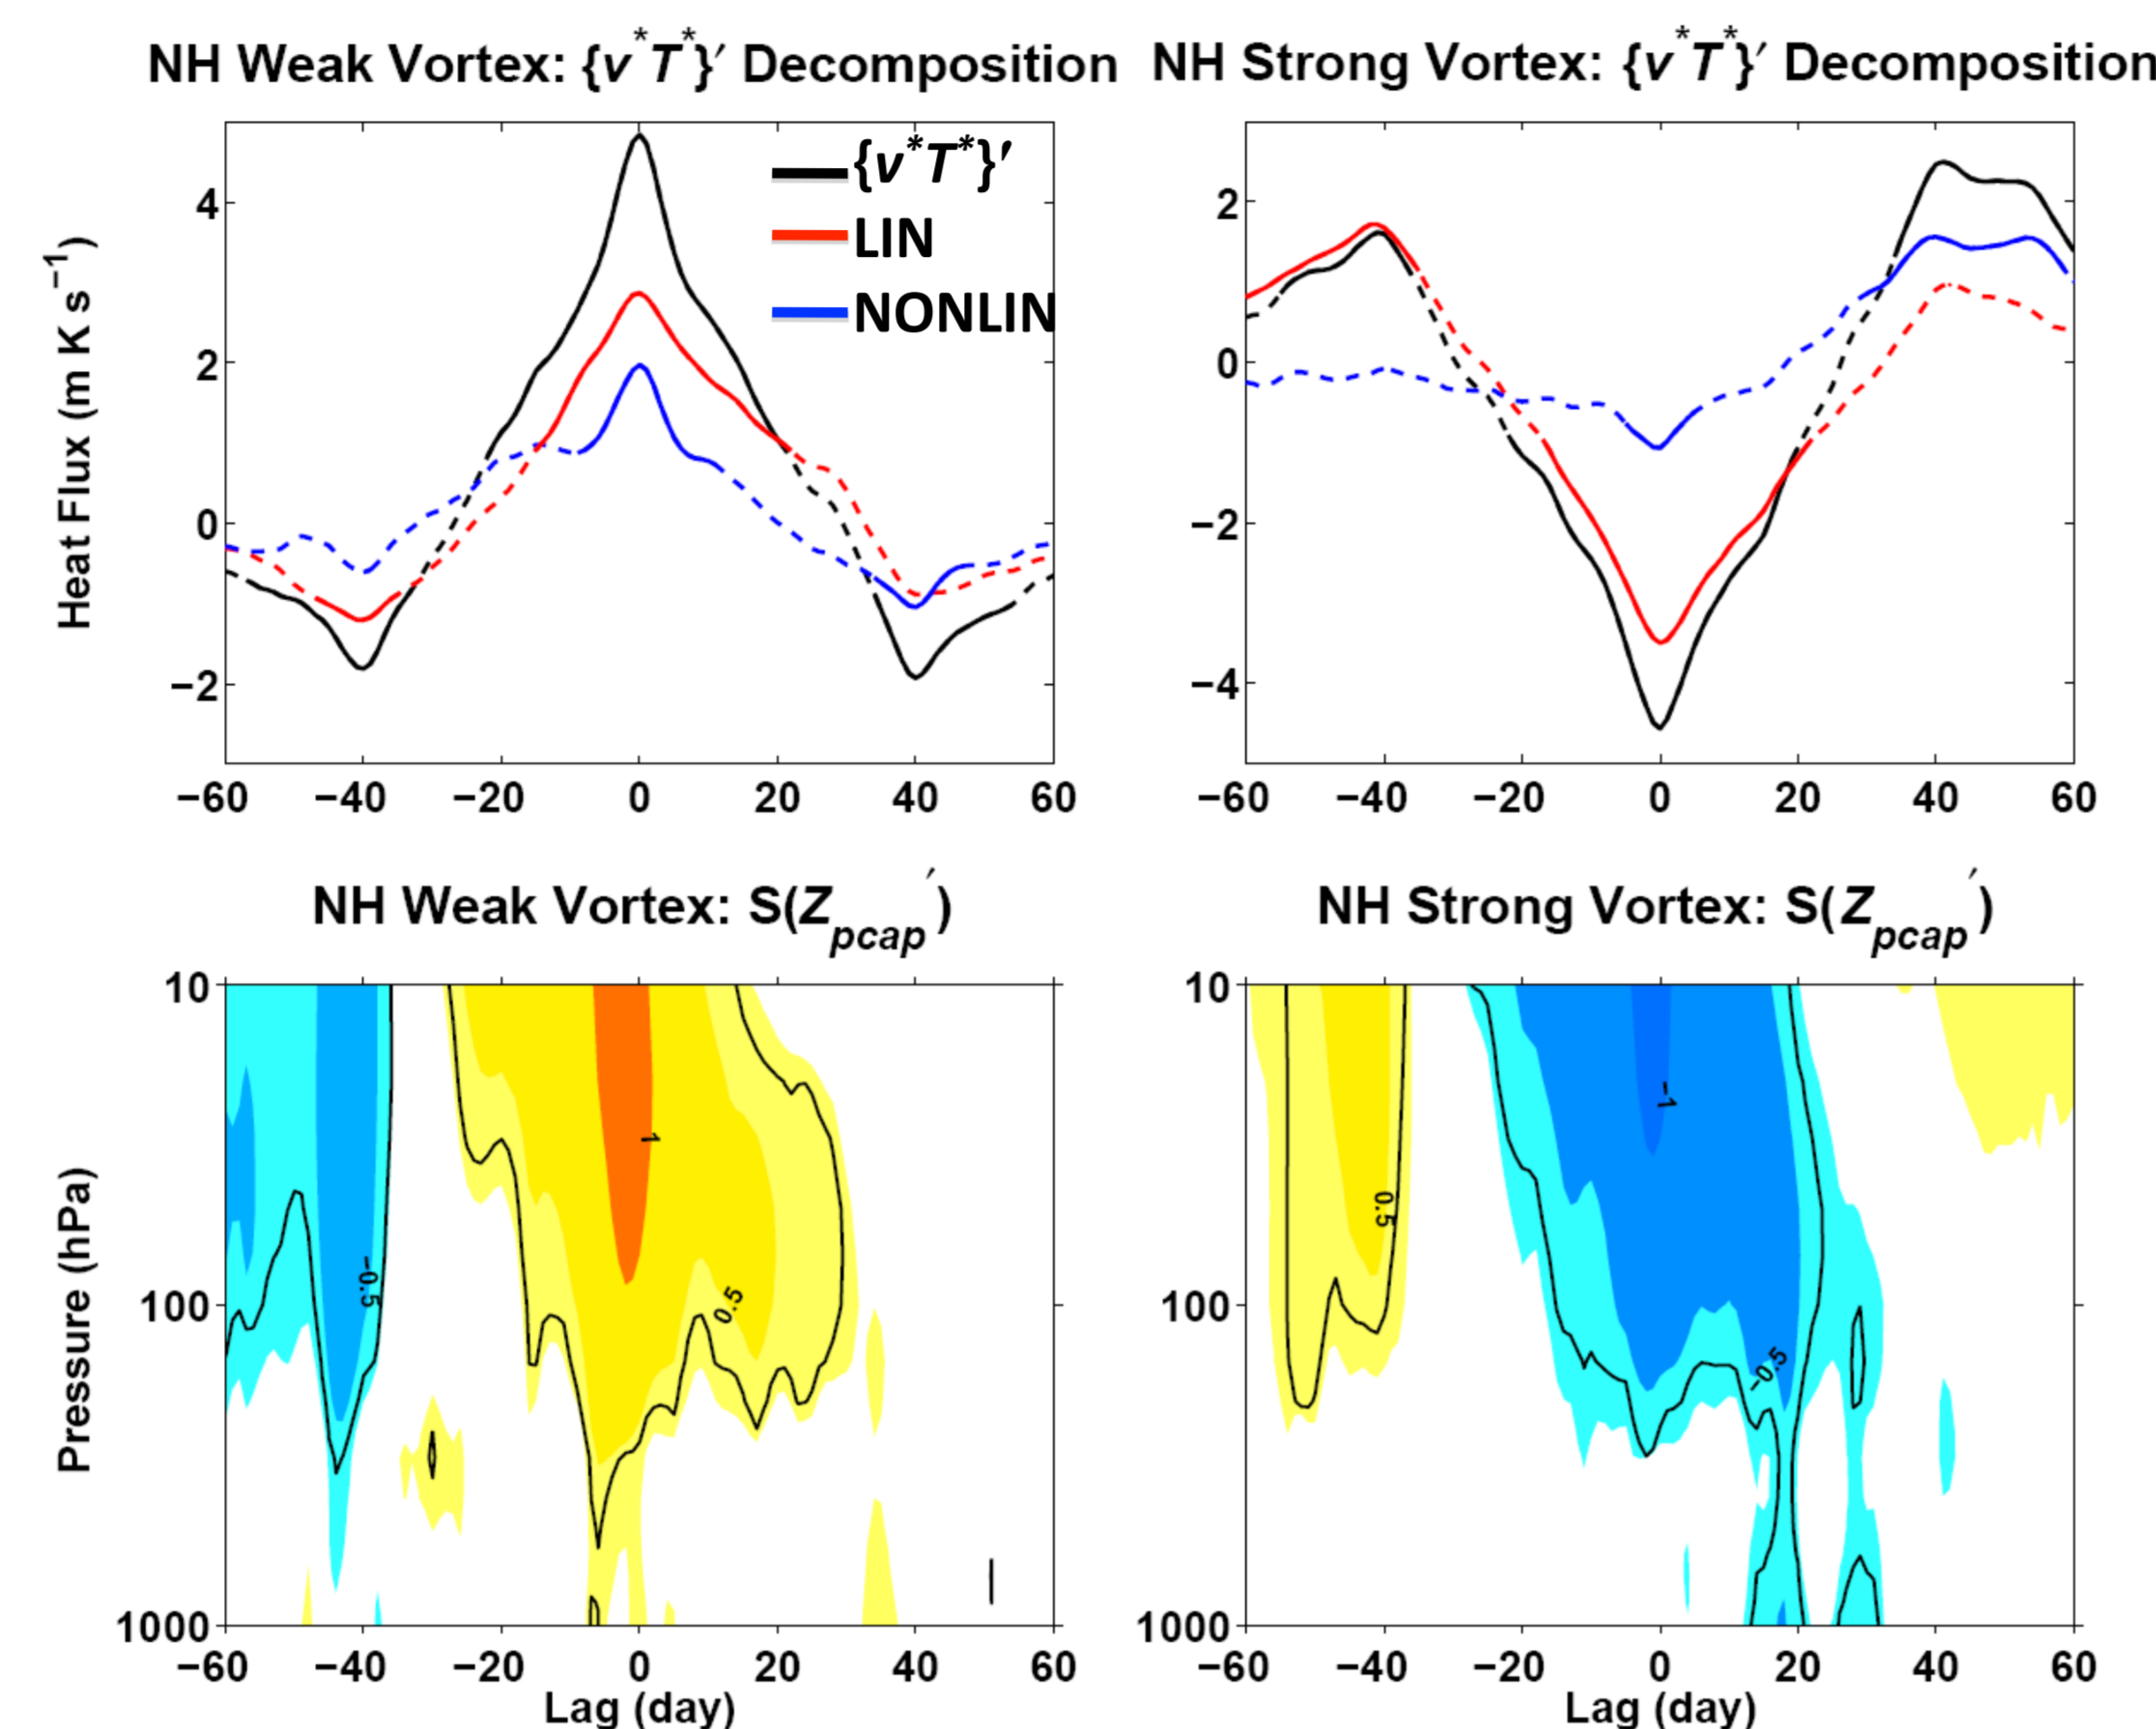 NH Weak Vortex: {v*T*}′ Decomposition
NH Strong Vortex: {v*T*}′ Decomposition
Heat Flux (m K s−1)
4
2
0
−2
{v*T*}′
LIN
NONLIN
−60 −40 −20 0 20 40 60
2
0
−2
−4
−60 −40 −20 0 20 40 60
NH Weak Vortex: S(Zpcap′)
NH Strong Vortex: S(Zpcap′)
Pressure (hPa)
10
100
1000
−0.5
1
0.5
−60 −40 −20 0 20 40 60
Lag (day)
10
100
1000
0.5
−1
−0.5
−60 −40 −20 0 20 40 60
Lag (day)